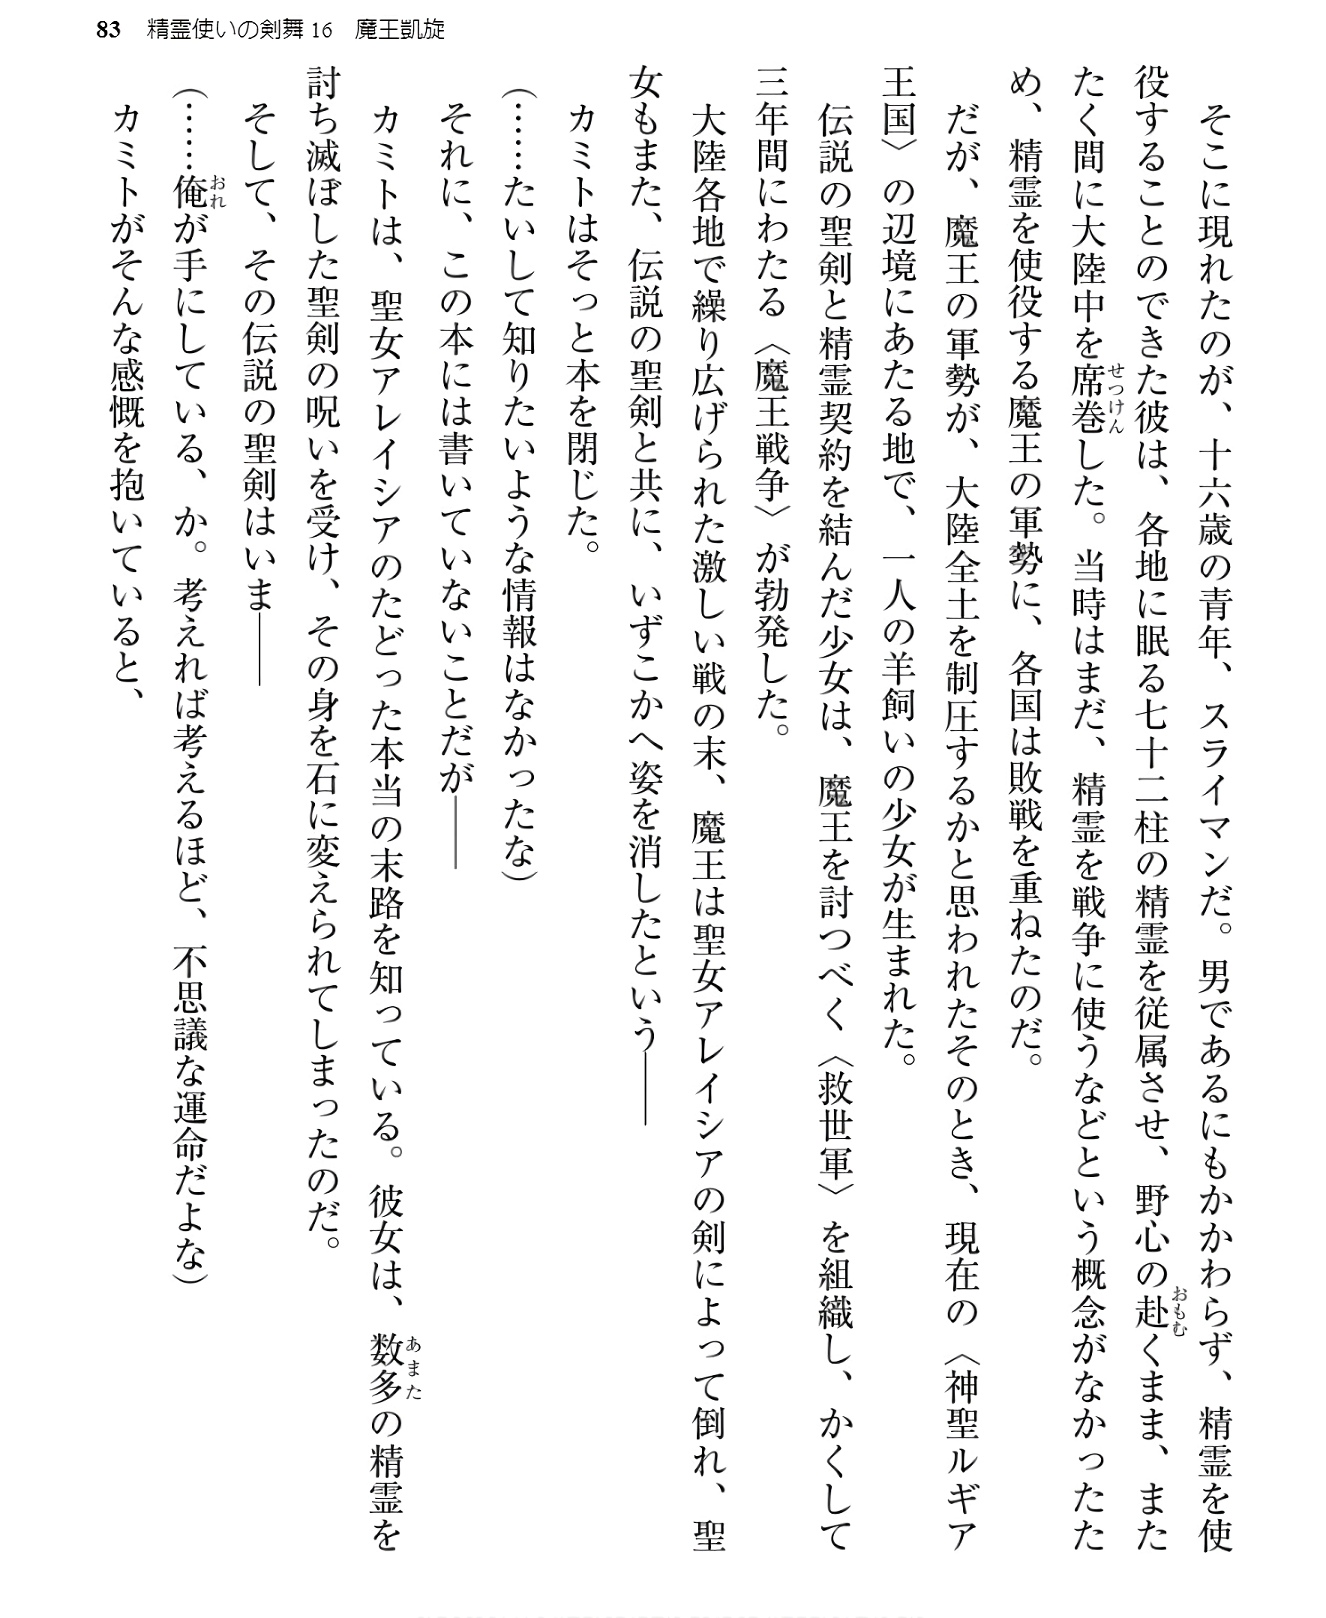 83 精霊使いの剣舞16 魔王凱旋
そこに現れたのが、十六歳の青年、スライマンだ。男であるにもかかわらず、精霊を使
役することのできた彼は、各地に眠る七十二柱の精霊を従属させ、野心の赴くまま、また
たく間に大陸中を席巻した。当時はまだ、精霊を戦争に使うなどという概念がなかったた
め、精霊を使役する魔王の軍勢に、各国は敗戦を重ねたのだ。
だが、魔王の軍勢が、大陸全土を制圧するかと思われたそのとき、現在の〈神聖ルギア
王国〉の辺境にあたる地で、一人の羊飼いの少女が生まれた。
伝説の聖剣と精霊契約を結んだ少女は、魔王を討つべく〈救世軍〉を組織し、かくして
三年間にわたる〈魔王戦争〉が勃発した。
大陸各地で繰り広げられた激しい戦の末、魔王は聖女アレイシアの剣によって倒れ、聖
女もまた、伝説の聖剣と共に、いずこかへ姿を消したという――
カミトはそっと本を閉じた。
(……たいして知りたいような情報はなかったな)
それに、この本には書いていないことだが――
カミトは、聖女アレイシアのたどった本当の末路を知っている。彼女は、数多の精霊を
討ち滅ぼした聖剣の呪いを受け、その身を石に変えられてしまったのだ。
そして、その伝説の聖剣はいま――
(……俺が手にしている、か。考えれば考えるほど、不思議な運命だよな)
カミトがそんな感慨を抱いていると、
おもむ
せっけん
あまた
おれ